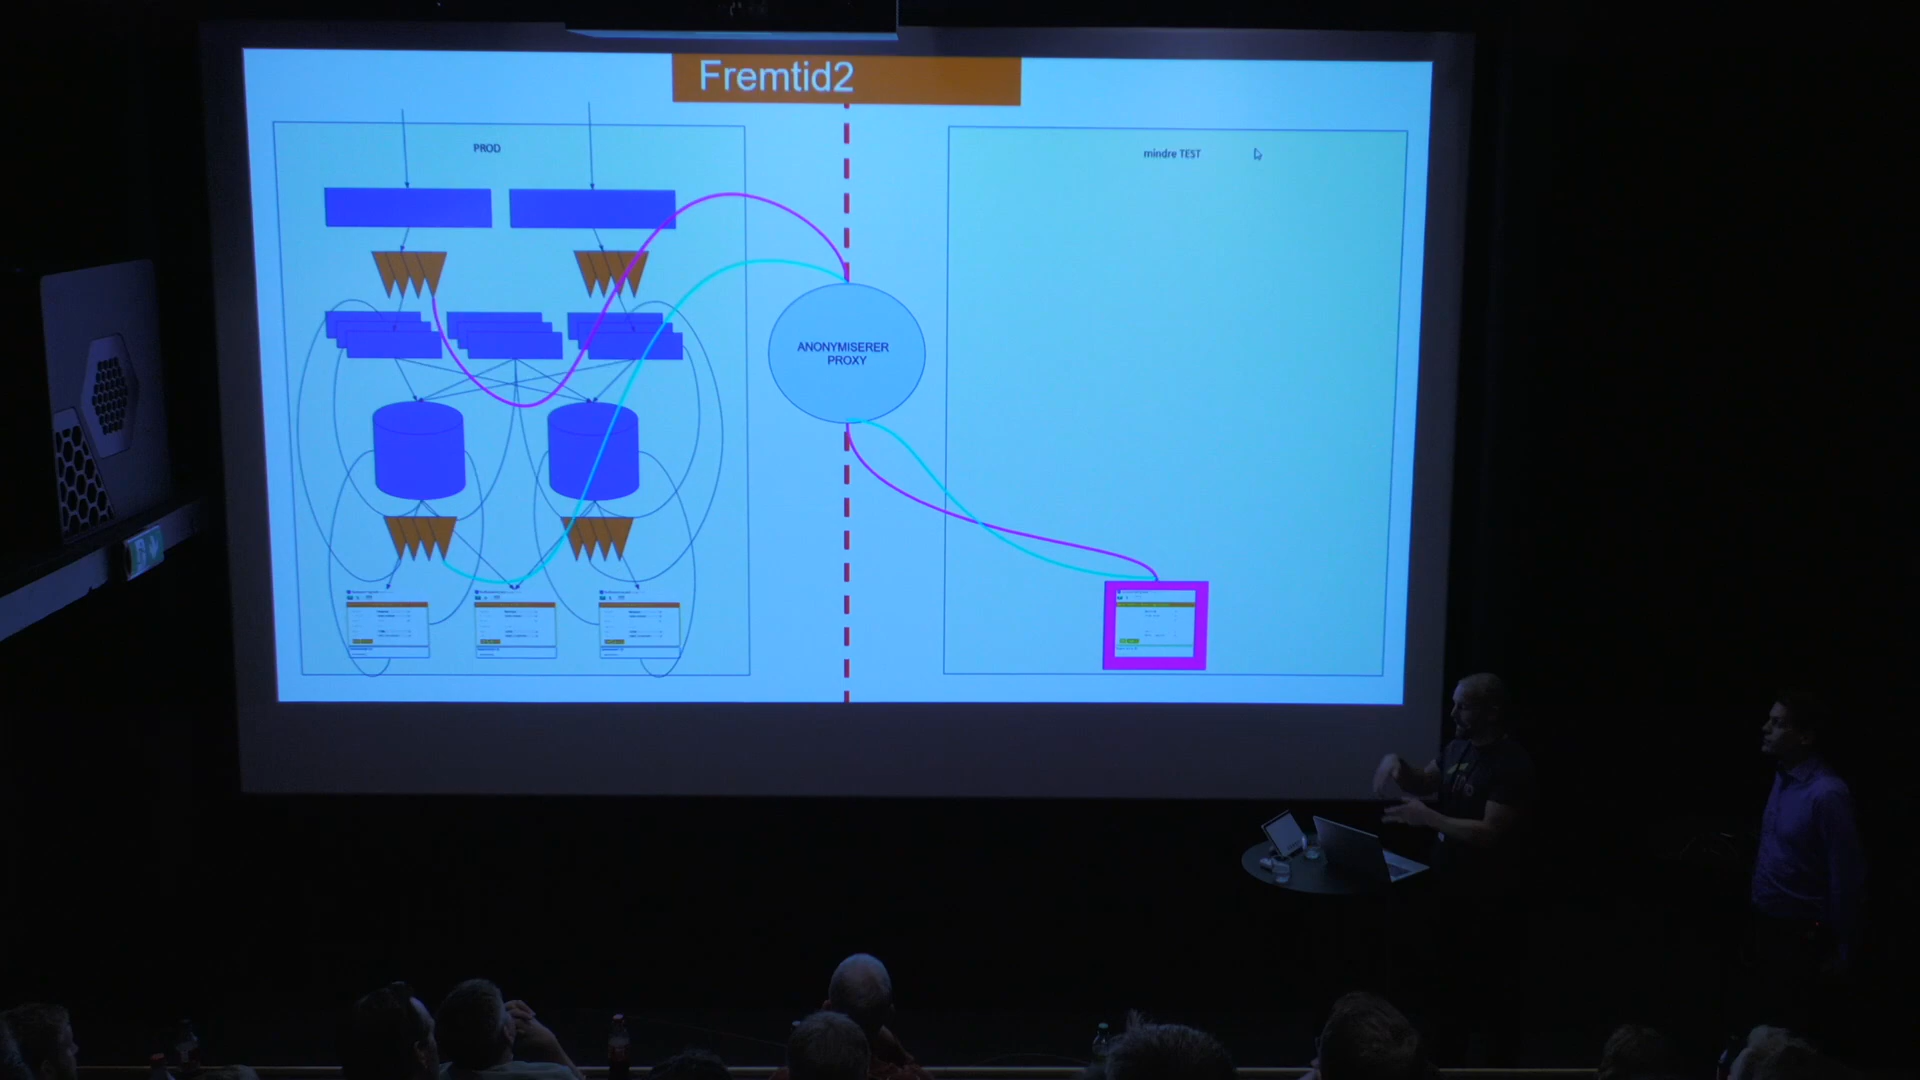 Fremtid2
PROD
mindre TEST
ANONYMISERER
PROXY